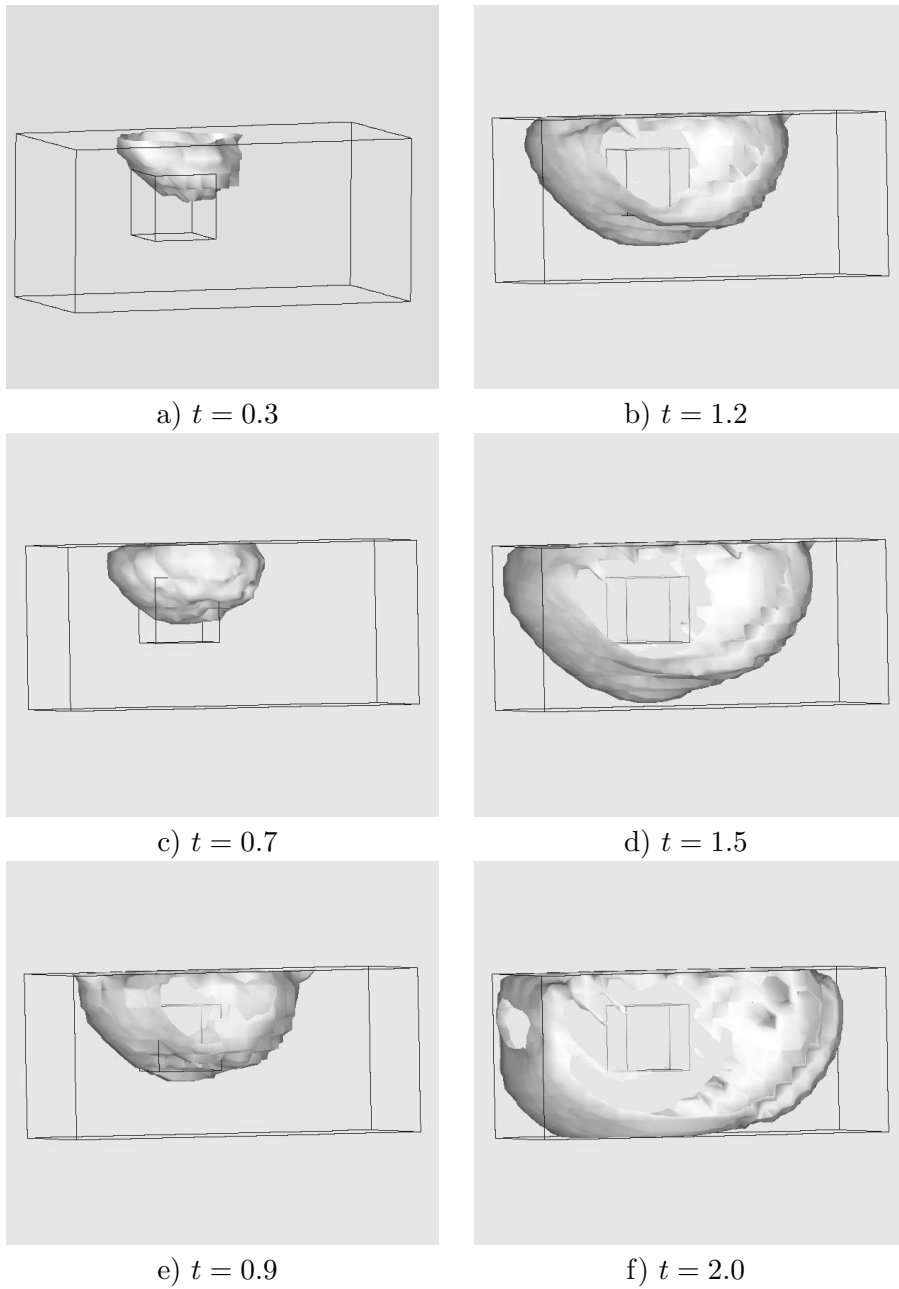 a) t = 0.3
b) t = 1.2
c) t = 0.7
d) t = 1.5
e) t = 0.9
f) t = 2.0